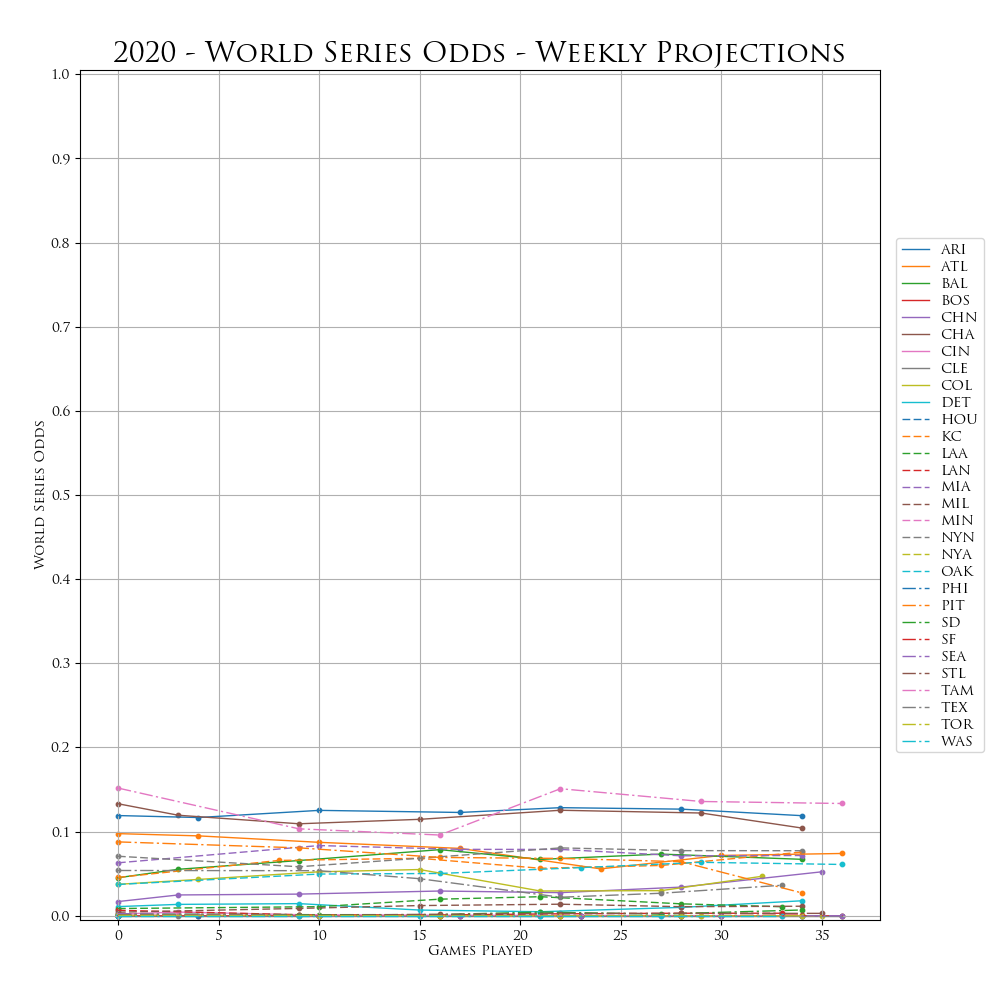 2020 - World Series Odds - Weekly Projections
1.0
0.9
0.8
0.7
0.6
0.5
0.4
0.3
0.2
0.1
0.0
World Series Odds
0 5 10 15 20 25 30 35
Games Played
ARI
ATL
BAL
BOS
CHN
CHA
CIN
CLE
COL
DET
HOU
KC
LAA
LAN
MIA
MIL
MIN
NYN
NYA
OAK
PHI
PIT
SD
SF
SEA
STL
TAM
TEX
TOR
WAS